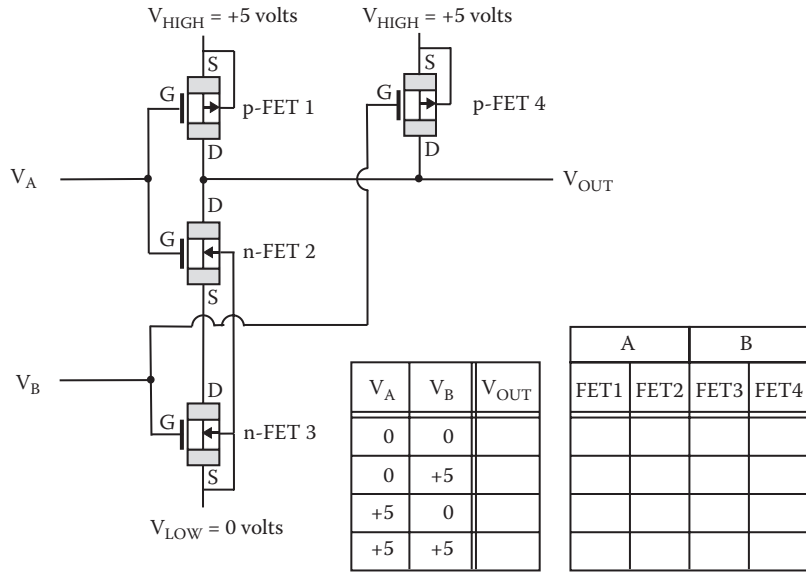 V_HIGH = +5 volts
V_HIGH = +5 volts
S
S
G
p-FET 1
G
p-FET 4
D
D
V_A
V_OUT
D
G
n-FET 2
S
V_B
D
G
n-FET 3
S
V_LOW = 0 volts
V_A V_B V_OUT
0 0
0 +5
+5 0
+5 +5
A B
FET1 FET2 FET3 FET4